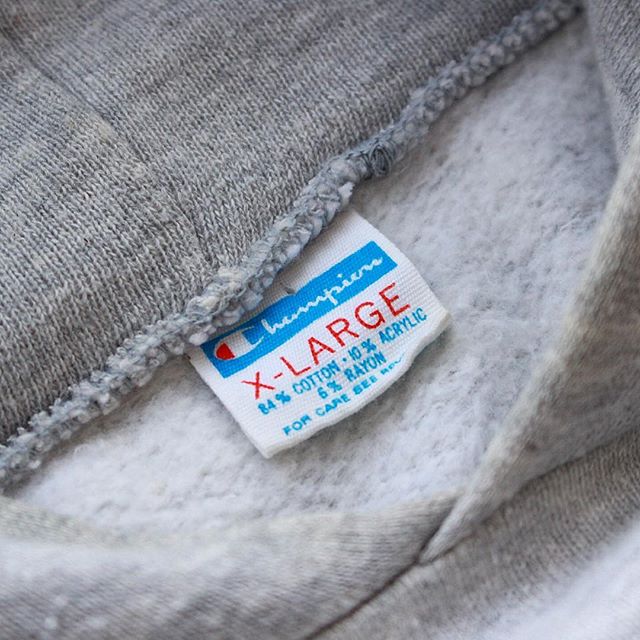 Champion
X-LARGE
84% COTTON - 10% ACRYLIC
6% RAYON
FOR CARE SEE